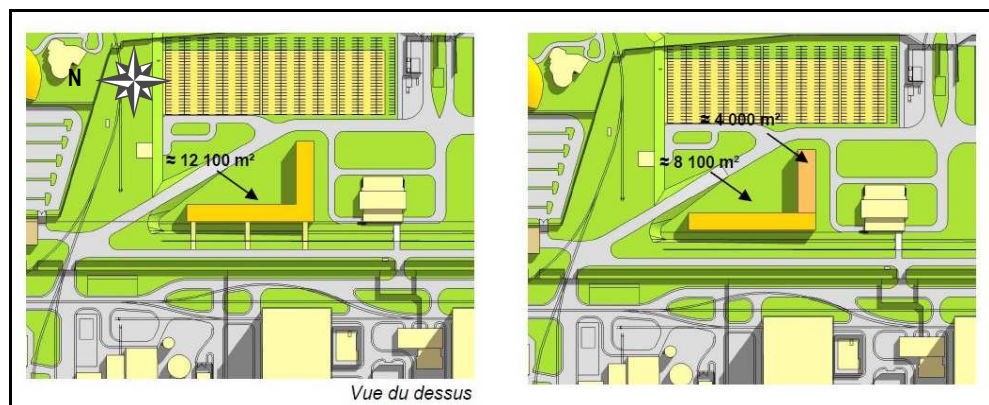 N
≈ 12 100 m²
≈ 4 000 m²
≈ 8 100 m²
Vue du dessus